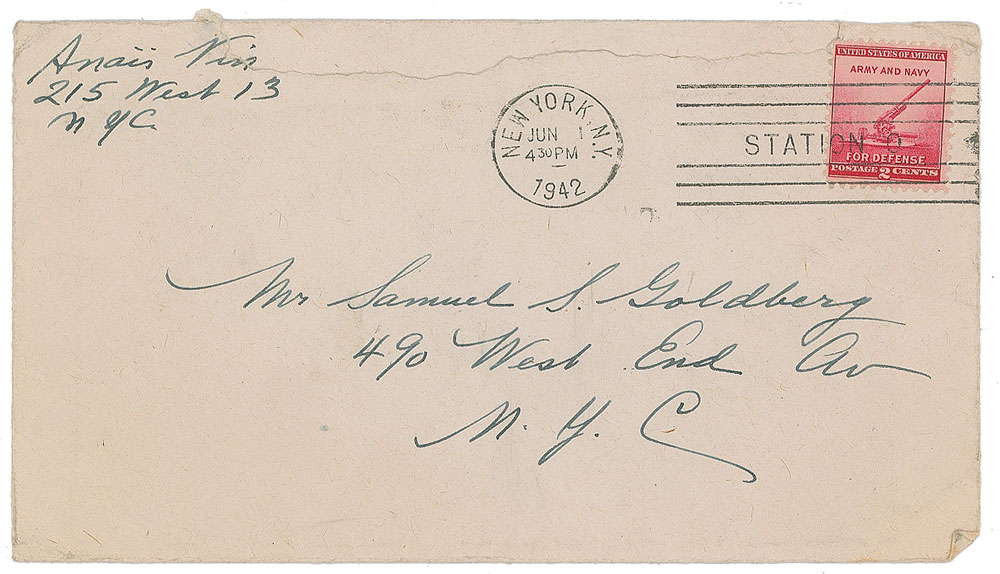 Anaïs Nin
215 West 13
N Y C.
NEW YORK, N.Y.
JUN 1
4 30 PM
1942
STATION O
UNITED STATES OF AMERICA
ARMY AND NAVY
FOR DEFENSE
POSTAGE 2 CENTS
Mr Samuel S. Goldberg
490 West End Av
N. Y. C